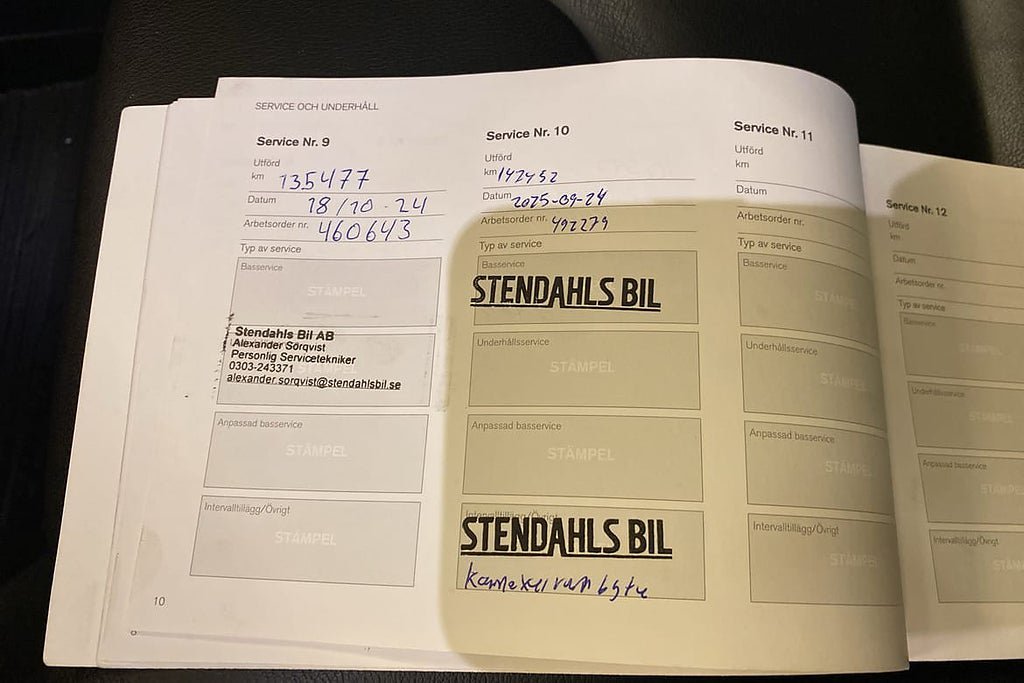 SERVICE OCH UNDERHÅLL
Service Nr. 9
Utförd
km 135477
Datum 18/10-24
Arbetsorder nr. 460643
Typ av service
Basservice
STÄMPEL
Stendahls Bil AB
Alexander Sörqvist
Personlig Servicetekniker
0303-243371
alexander.sorqvist@stendahlsbil.se
Anpassad basservice
STÄMPEL
Intervalltillägg/Övrigt
STÄMPEL
10
Service Nr. 10
Utförd
km 142452
Datum 2025-09-24
Arbetsorder nr. 492279
Typ av service
Basservice
STENDAHLS BIL
Underhållsservice
STÄMPEL
Anpassad basservice
STÄMPEL
Intervalltillägg/Övrigt
STENDAHLS BIL
Service Nr. 11
Utförd
km
Datum
Arbetsorder nr.
Typ av service
Basservice
STÄMPEL
Underhållsservice
STÄMPEL
Anpassad basservice
STÄMPEL
Intervalltillägg/Övrigt
STÄMPEL
Service Nr. 12
Utförd
km
Datum
Arbetsorder nr.
Typ av service
Basservice
STÄMPEL
Underhållsservice
STÄMPEL
Anpassad basservice
STÄMPEL
Intervalltillägg/Övrigt